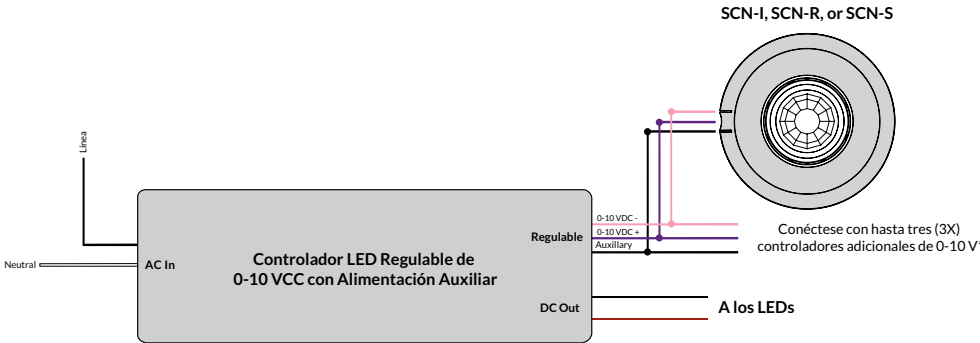 SCN-I, SCN-R, or SCN-S
Línea
Neutral
AC In
Controlador LED Regulable de
0-10 VCC con Alimentación Auxiliar
Regulable
0-10 VDC -
0-10 VDC +
Auxillary
DC Out
Conéctese con hasta tres (3X)
controladores adicionales de 0-10 V*
A los LEDs